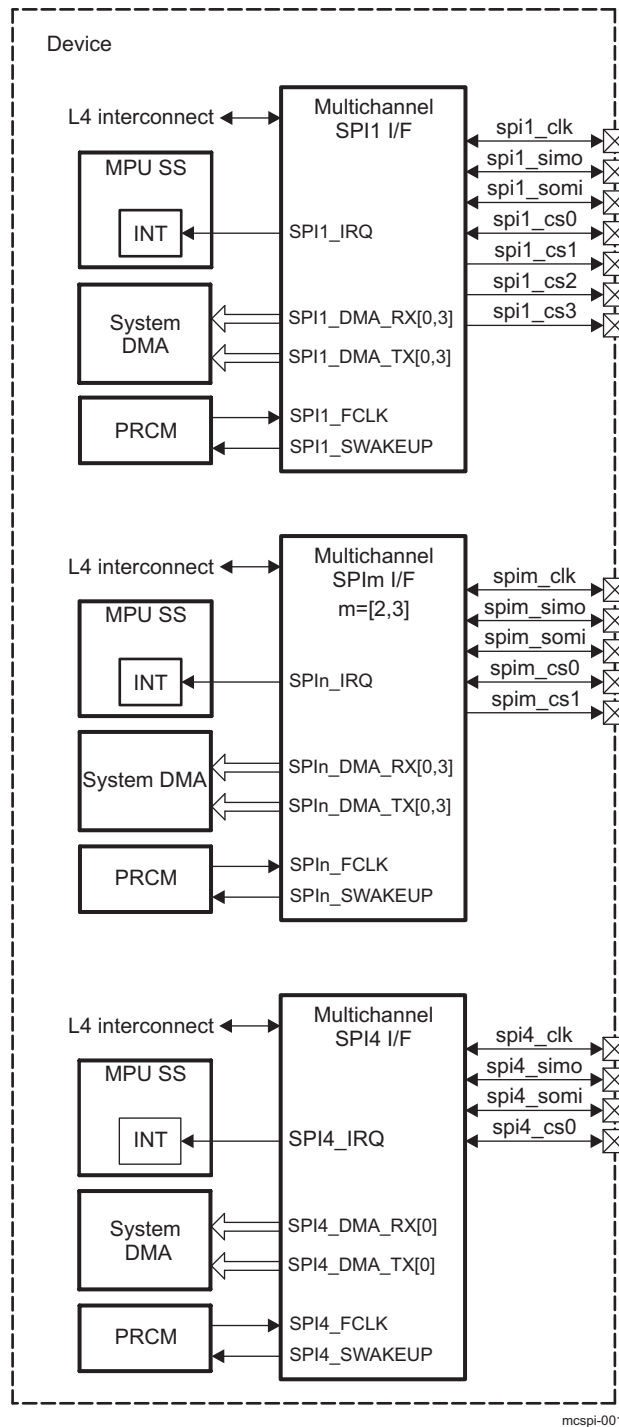 Device
L4 interconnect
Multichannel
SPI1 I/F
MPU SS
INT
SPI1_IRQ
System
DMA
SPI1_DMA_RX[0,3]
SPI1_DMA_TX[0,3]
PRCM
SPI1_FCLK
SPI1_SWAKEUP
spi1_clk
spi1_simo
spi1_somi
spi1_cs0
spi1_cs1
spi1_cs2
spi1_cs3
L4 interconnect
Multichannel
SPIm I/F
m=[2,3]
MPU SS
INT
SPIn_IRQ
System DMA
SPIn_DMA_RX[0,3]
SPIn_DMA_TX[0,3]
PRCM
SPIn_FCLK
SPIn_SWAKEUP
spim_clk
spim_simo
spim_somi
spim_cs0
spim_cs1
L4 interconnect
Multichannel
SPI4 I/F
MPU SS
INT
SPI4_IRQ
System
DMA
SPI4_DMA_RX[0]
SPI4_DMA_TX[0]
PRCM
SPI4_FCLK
SPI4_SWAKEUP
spi4_clk
spi4_simo
spi4_somi
spi4_cs0
mcspi-001